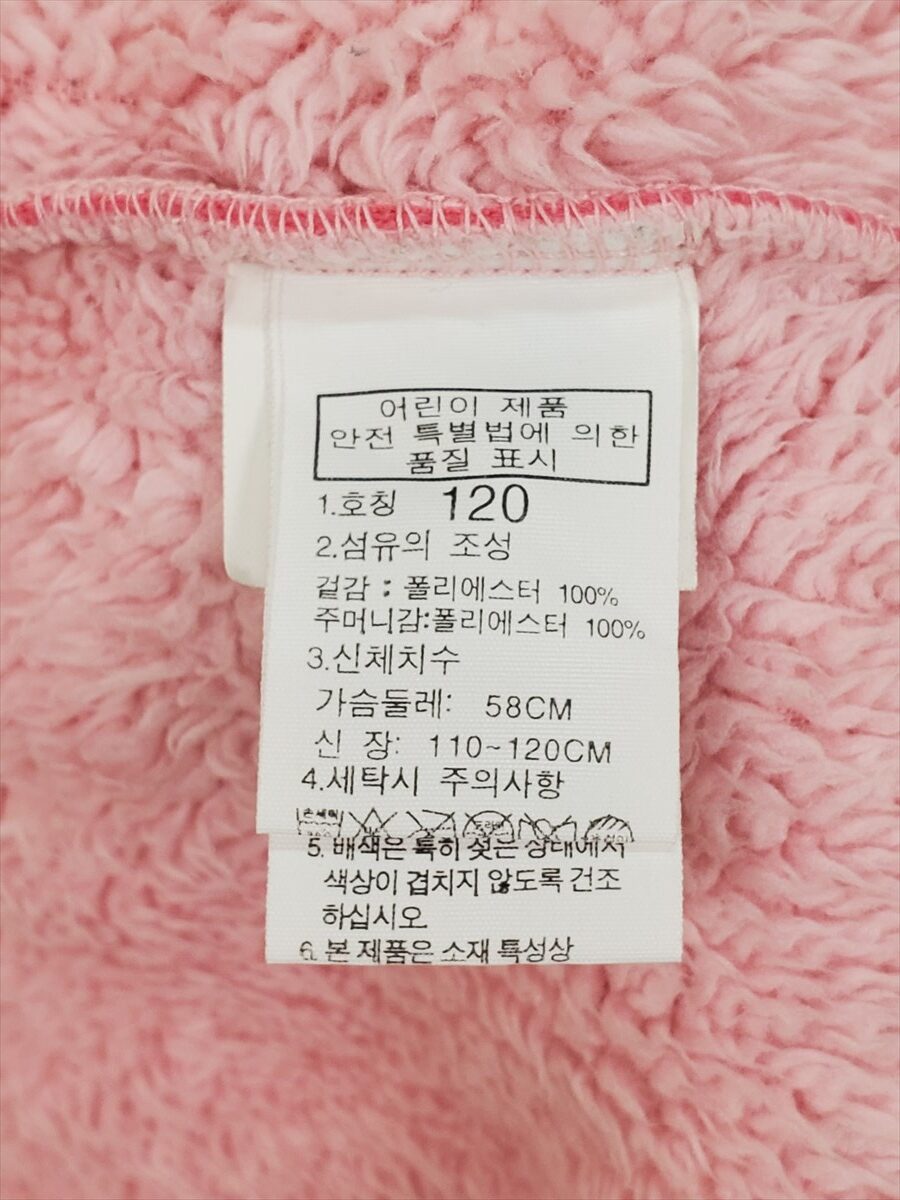 어린이 제품
안전 특별법에 의한
품질 표시
1.호칭 120
2.섬유의 조성
겉감 : 폴리에스터 100%
주머니감:폴리에스터 100%
3.신체치수
가슴둘레: 58CM
신 장: 110~120CM
4.세탁시 주의사항
손세탁
5. 배색은 특히 젖은 상태에서
색상이 겹치지 않도록 건조
하십시오
6. 본 제품은 소재 특성상